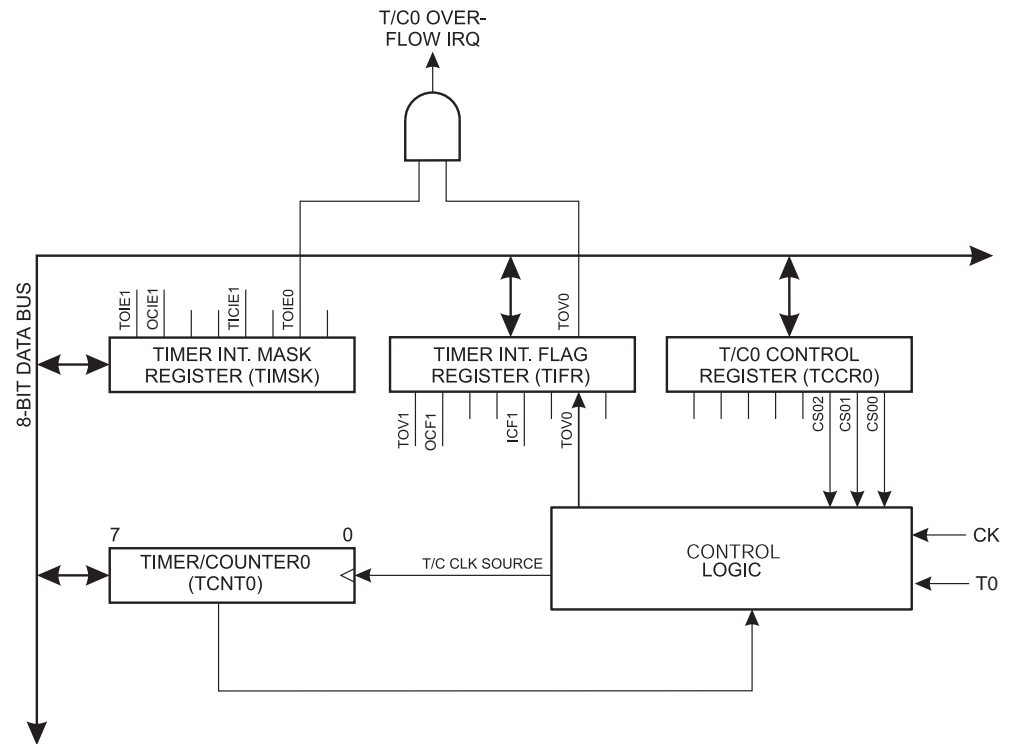 T/C0 OVER-
FLOW IRQ
8-BIT DATA BUS
TOIE1
OCIE1
TICIE1
TOIE0
TOV0
TIMER INT. MASK
REGISTER (TIMSK)
TIMER INT. FLAG
REGISTER (TIFR)
T/C0 CONTROL
REGISTER (TCCR0)
TOV1
OCF1
ICF1
TOV0
CS02
CS01
CS00
7
0
TIMER/COUNTER0
(TCNT0)
T/C CLK SOURCE
CONTROL
LOGIC
CK
T0